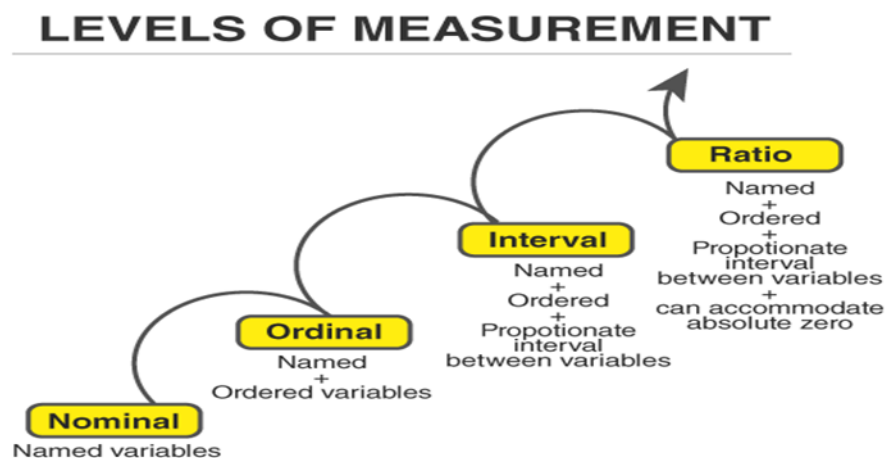 LEVELS OF MEASUREMENT
Nominal
Named variables
Ordinal
Named
+
Ordered variables
Interval
Named
+
Ordered
+
Propotionate
interval
between variables
Ratio
Named
+
Ordered
+
Propotionate
interval
between variables
+
can accommodate
absolute zero